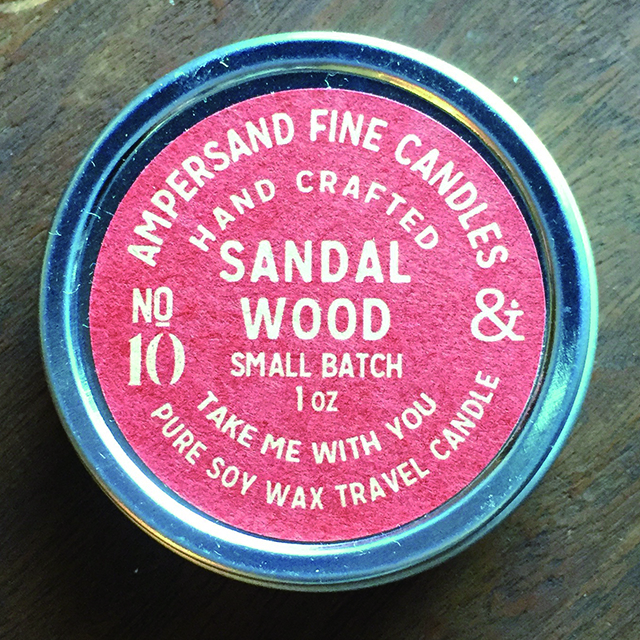 AMPERSAND FINE CANDLES
HAND CRAFTED
SANDAL
WOOD
NO
10
&
SMALL BATCH
1 OZ
TAKE ME WITH YOU
PURE SOY WAX TRAVEL CANDLE